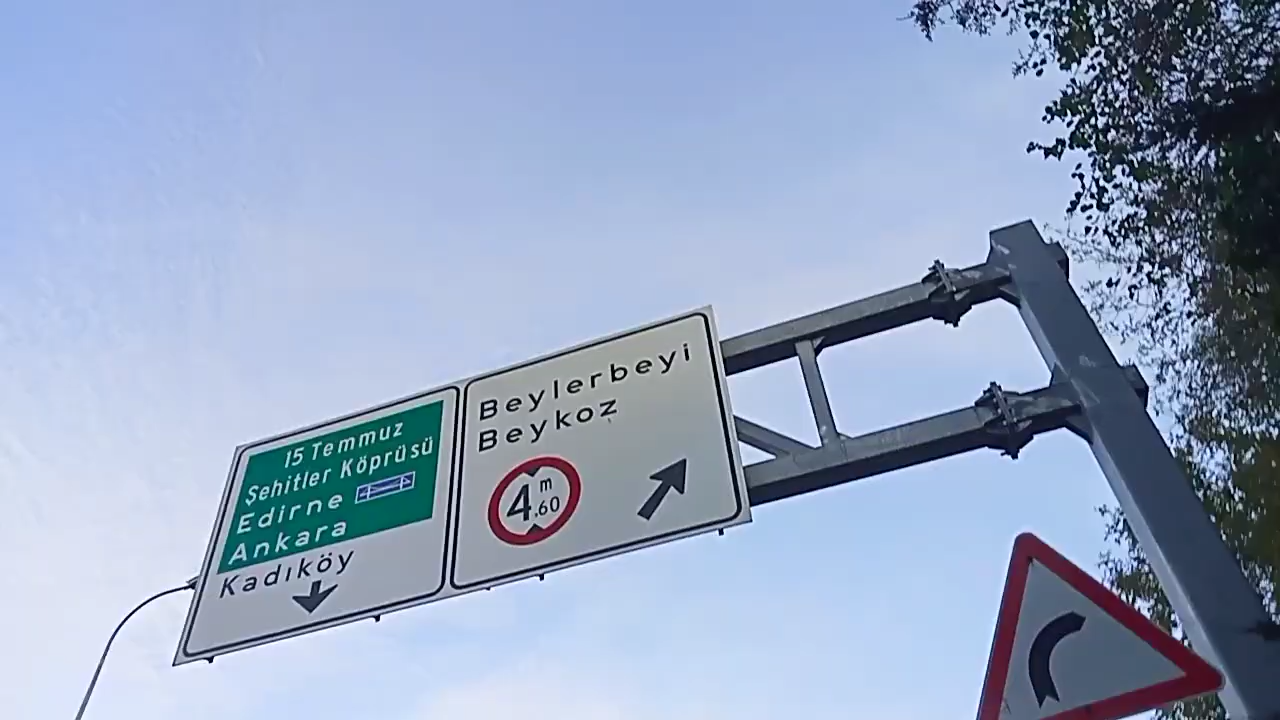 15 Temmuz
Şehitler Köprüsü
Edirne
Ankara
Kadıköy
Beylerbeyi
Beykoz
4.60 m